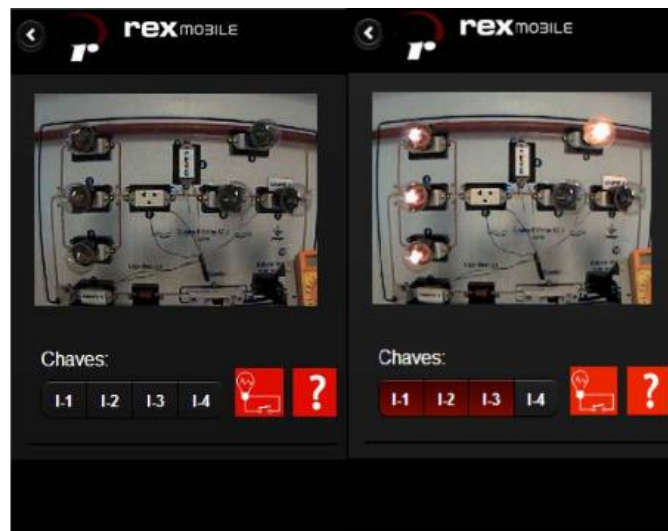 rex MOBILE
Chaves:
I-1 I-2 I-3 I-4
?
rex MOBILE
Chaves:
I-1 I-2 I-3 I-4
?